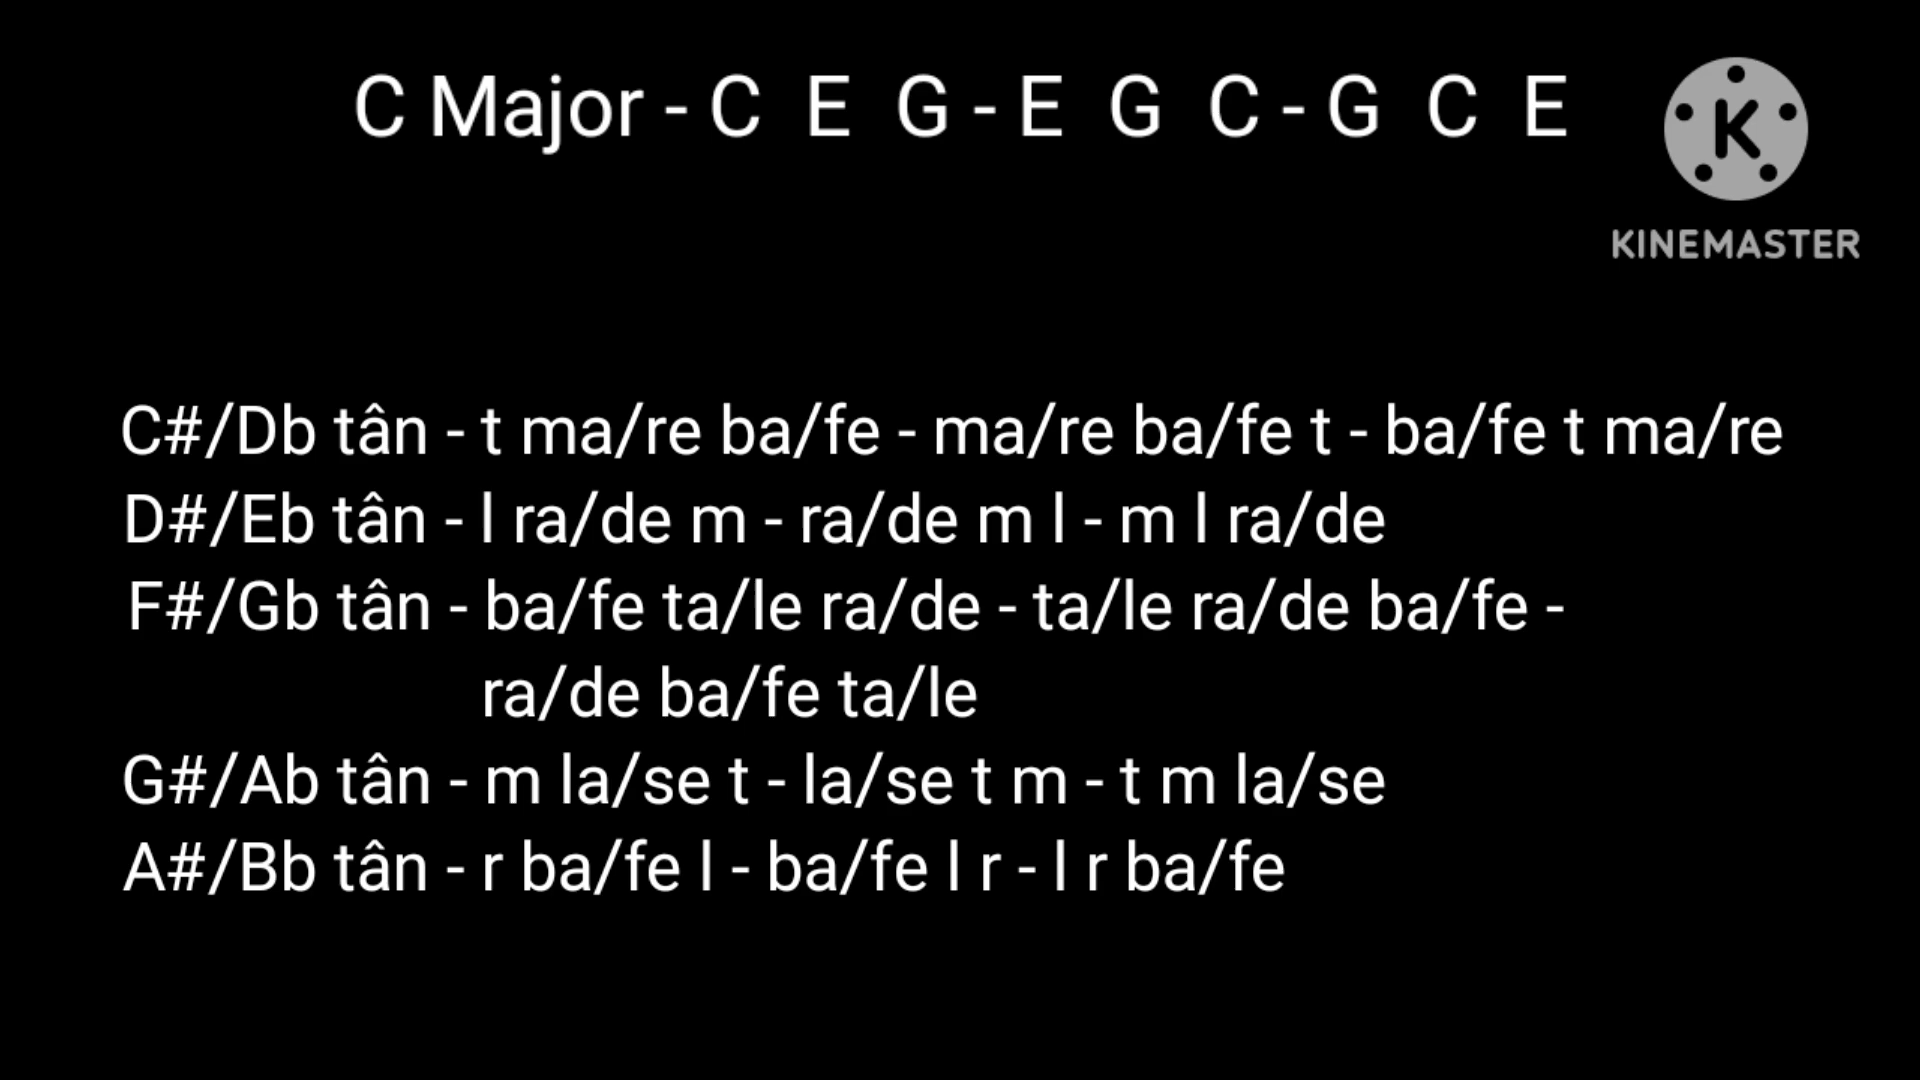 C Major - C E G - E G C - G C E
K
KINEMASTER
C#/Db tân - t ma/re ba/fe - ma/re ba/fe t - ba/fe t ma/re
D#/Eb tân - l ra/de m - ra/de m l - m l ra/de
F#/Gb tân - ba/fe ta/le ra/de - ta/le ra/de ba/fe -
ra/de ba/fe ta/le
G#/Ab tân - m la/se t - la/se t m - t m la/se
A#/Bb tân - r ba/fe l - ba/fe l r - l r ba/fe